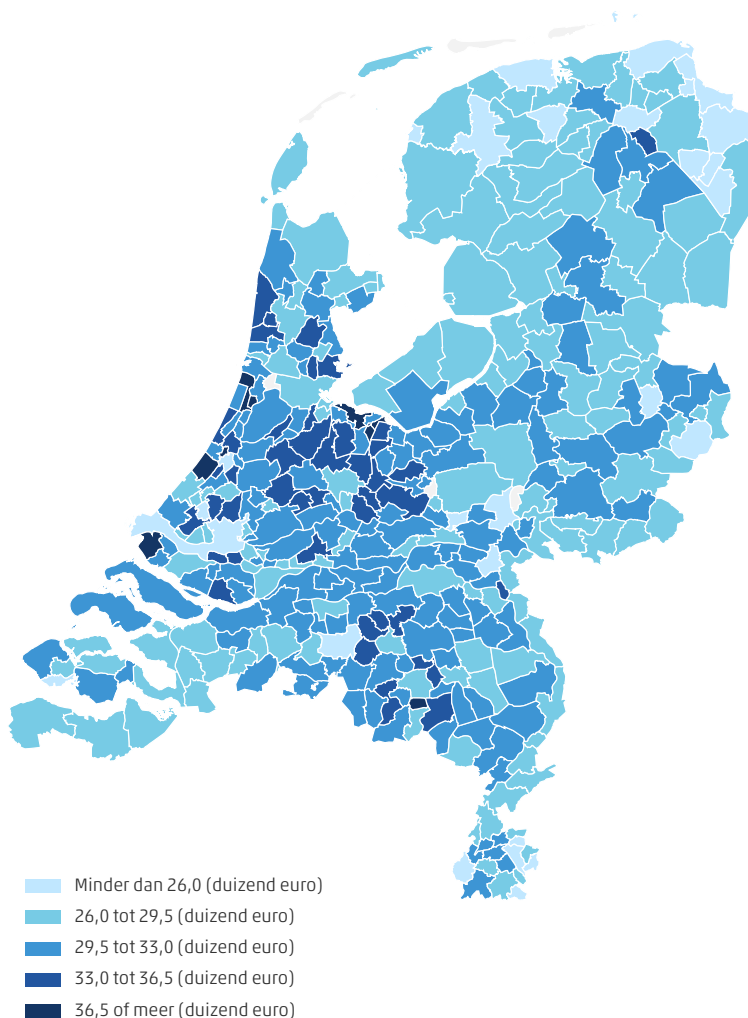 Minder dan 26,0 (duizend euro)
26,0 tot 29,5 (duizend euro)
29,5 tot 33,0 (duizend euro)
33,0 tot 36,5 (duizend euro)
36,5 of meer (duizend euro)